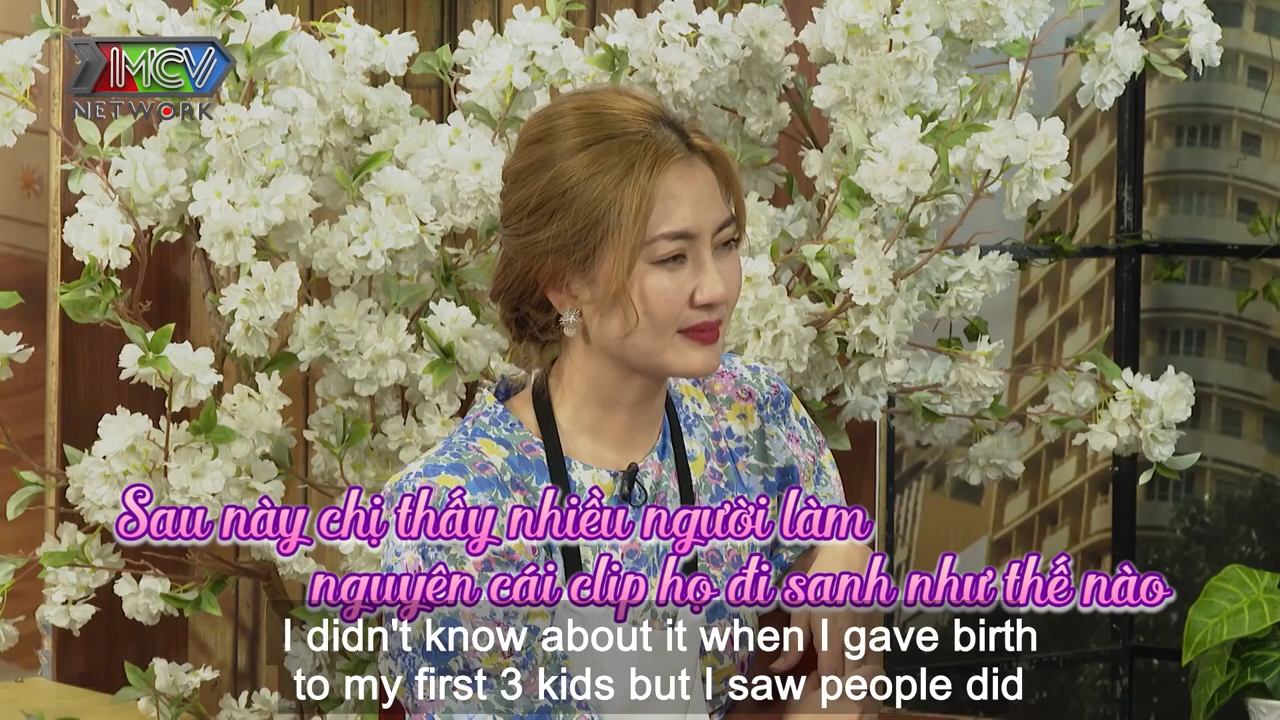 MCV
NETWORK
Sau này chị thấy nhiều người làm
nguyên cái clip họ đi sanh như thế nào
I didn't know about it when I gave birth
to my first 3 kids but I saw people did